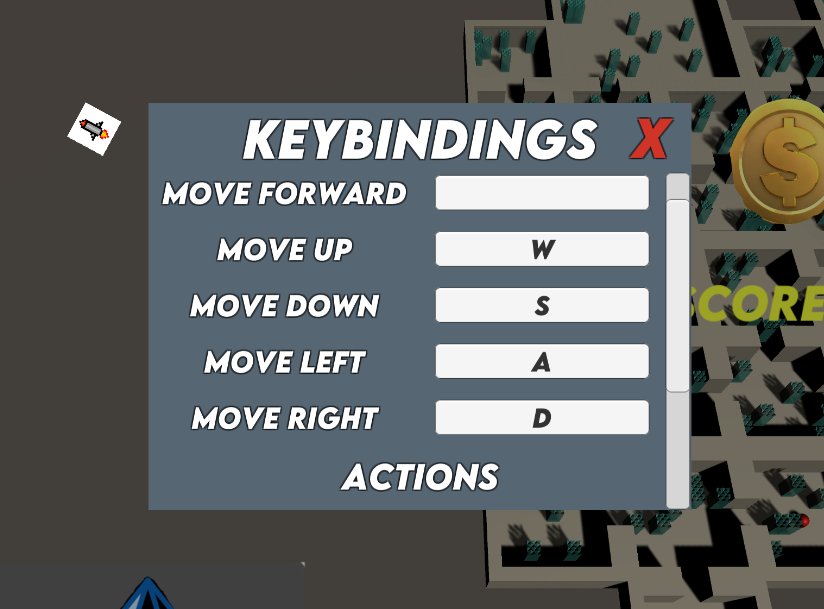 KEYBINDINGS X
MOVE FORWARD
MOVE UP W
MOVE DOWN S
SCORE
MOVE LEFT A
MOVE RIGHT D
ACTIONS